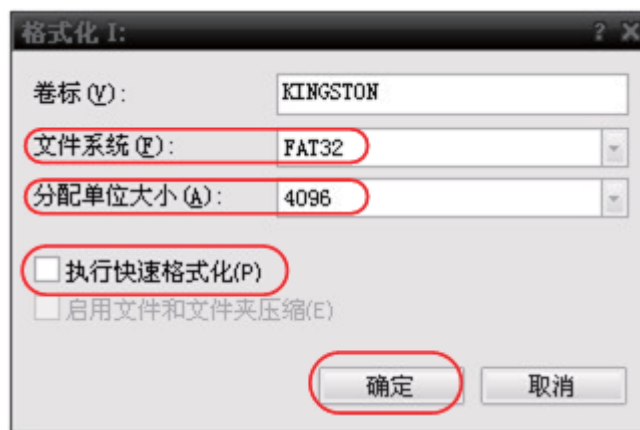 格式化 I: ? ×
卷标(V): KINGSTON
文件系统(F): FAT32
分配单位大小(A): 4096
执行快速格式化(P)
启用文件和文件夹压缩(E)
确定 取消